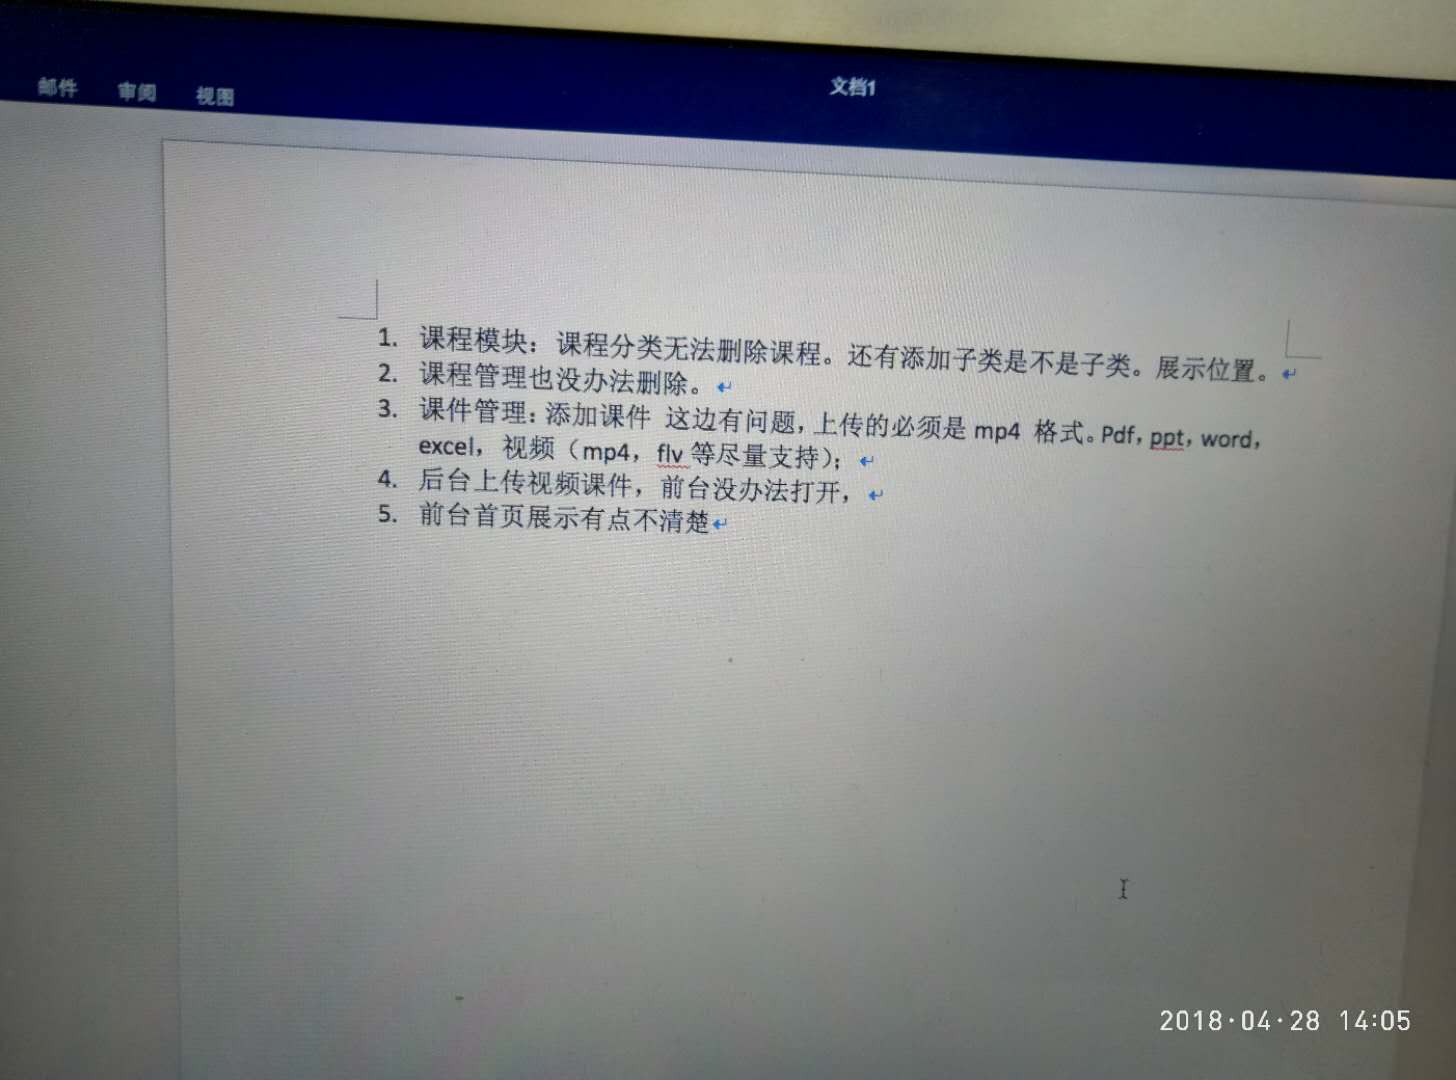 邮件 审阅 视图 文档1
1. 课程模块：课程分类无法删除课程。还有添加子类是不是子类。展示位置。
2. 课程管理也没办法删除。
3. 课件管理：添加课件 这边有问题，上传的必须是 mp4 格式。Pdf，ppt，word，
excel，视频（mp4，flv 等尽量支持）；
4. 后台上传视频课件，前台没办法打开，
5. 前台首页展示有点不清楚
2018·04·28 14:05